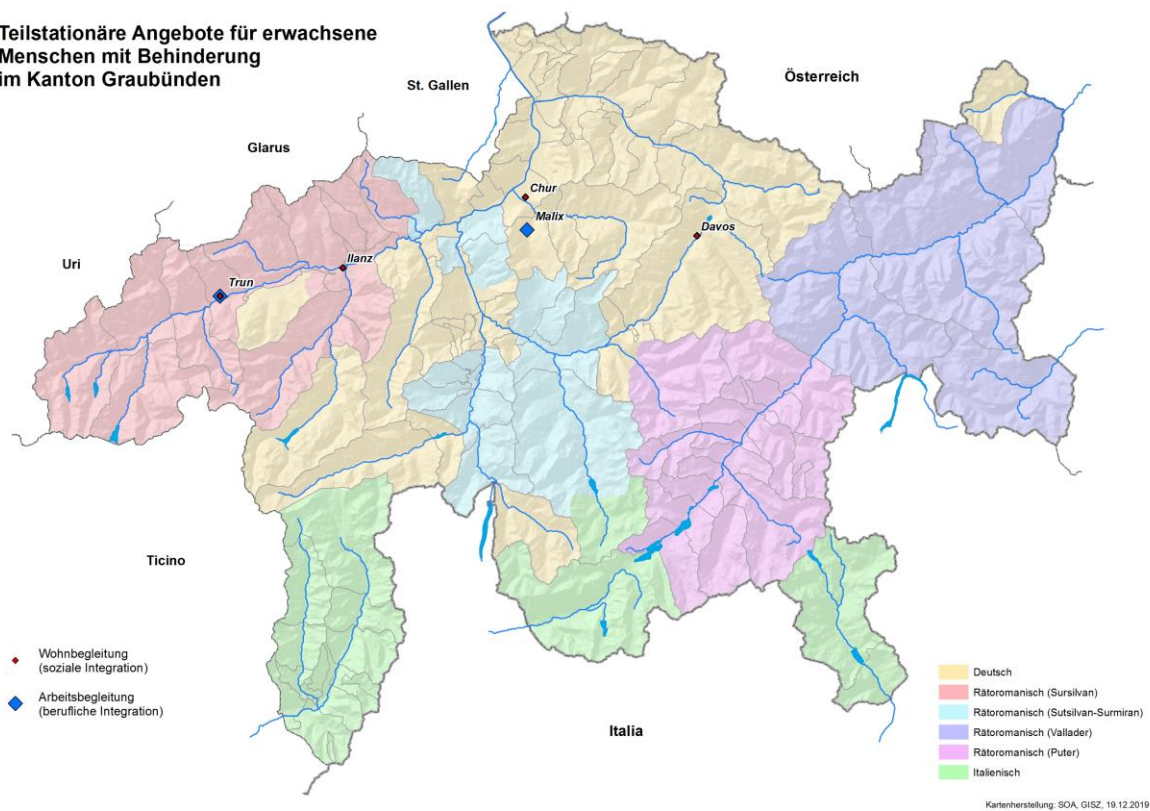 Teilstationäre Angebote für erwachsene
Menschen mit Behinderung
im Kanton Graubünden
St. Gallen
Österreich
Glarus
Chur
Malix
Davos
Uri
Ilanz
Trun
Ticino
Italia
Wohnbegleitung
(soziale Integration)
Arbeitsbegleitung
(berufliche Integration)
Deutsch
Rätoromanisch (Sursilvan)
Rätoromanisch (Sutsilvan-Surmiran)
Rätoromanisch (Vallader)
Rätoromanisch (Puter)
Italienisch
Kartenherstellung: SOA, GISZ, 19.12.2019